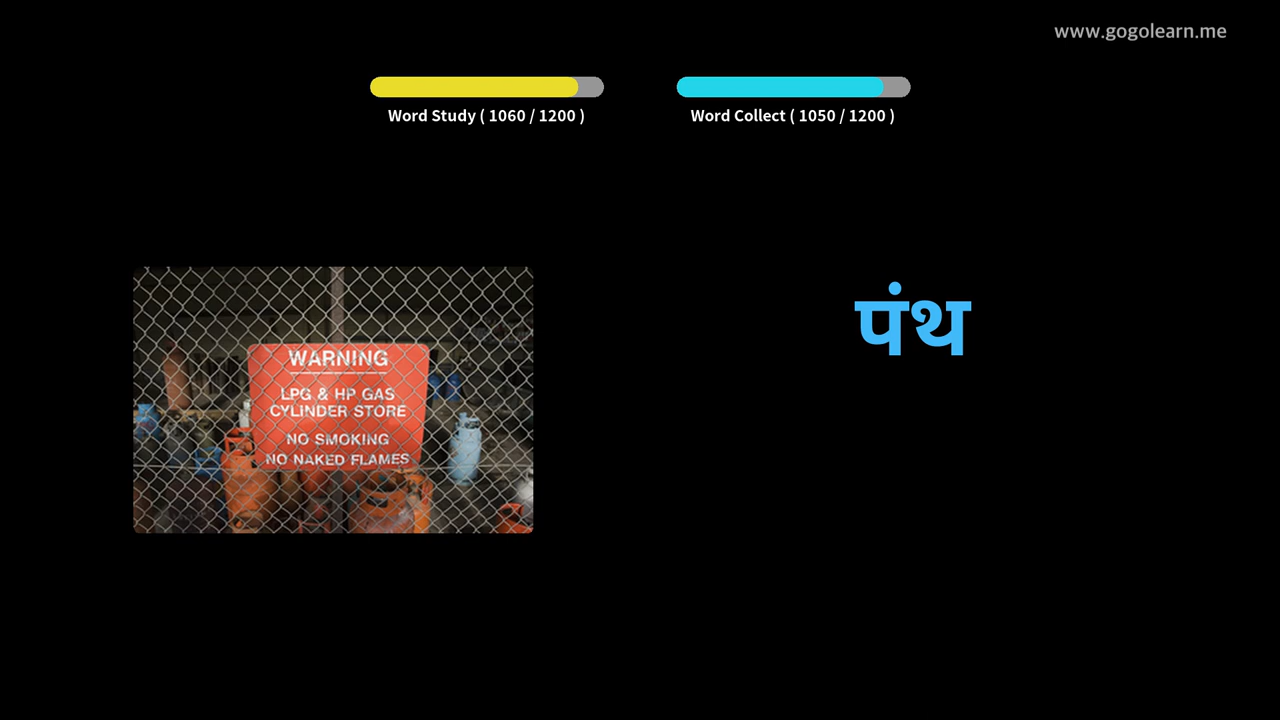 www.gogolearn.me
Word Study ( 1060 / 1200 )
Word Collect ( 1050 / 1200 )
पंथ
WARNING
LPG & HP GAS
CYLINDER STORE
NO SMOKING
NO NAKED FLAMES